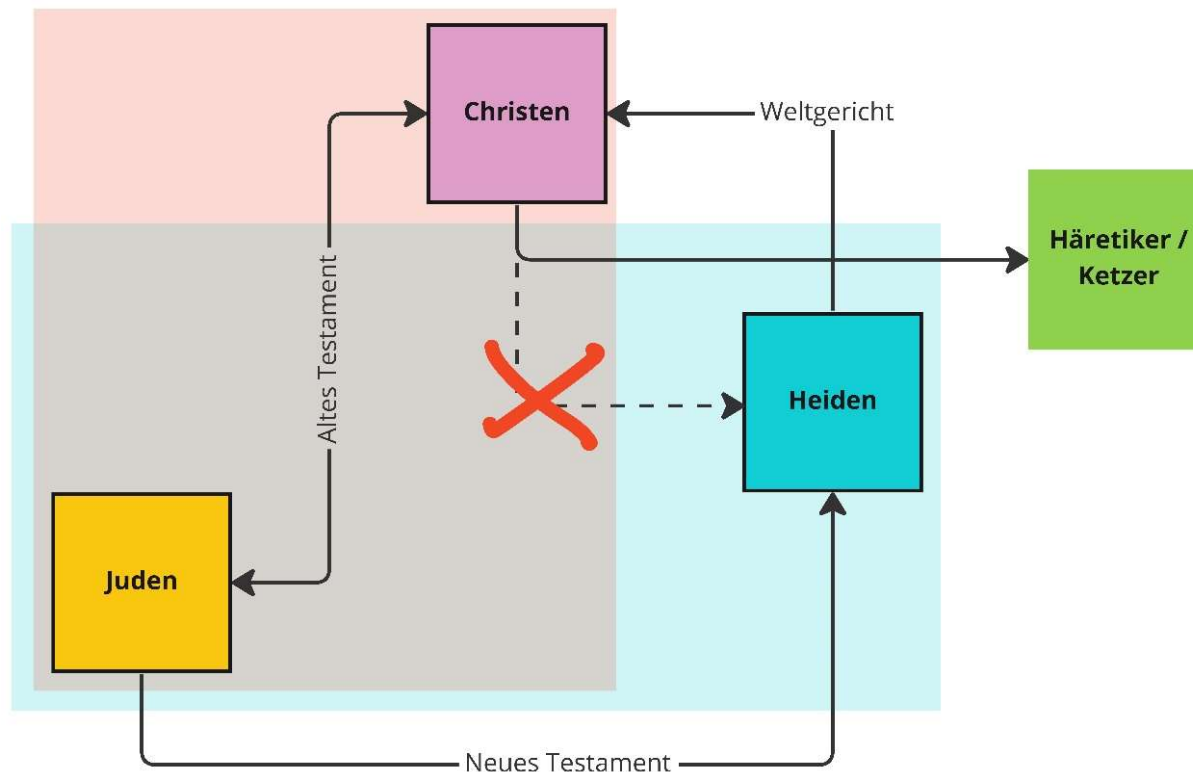 Christen
Weltgericht
Häretiker /
Ketzer
Altes Testament
Heiden
Juden
Neues Testament